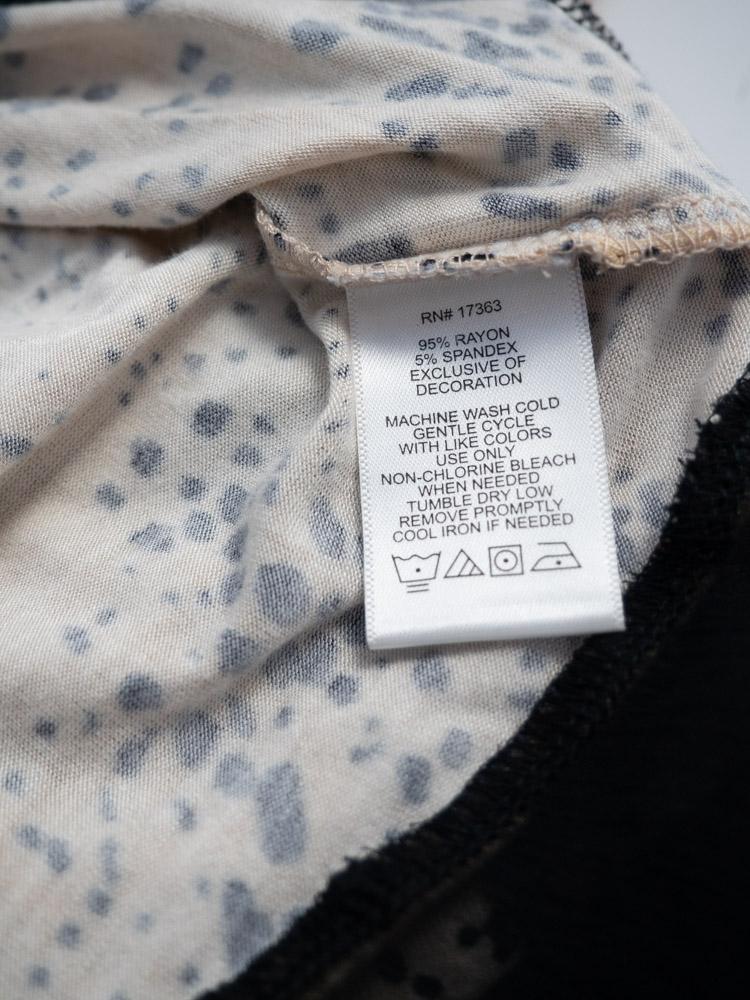 RN# 17363
95% RAYON
5% SPANDEX
EXCLUSIVE OF
DECORATION
MACHINE WASH COLD
GENTLE CYCLE
WITH LIKE COLORS
USE ONLY
NON-CHLORINE BLEACH
WHEN NEEDED
TUMBLE DRY LOW
REMOVE PROMPTLY
COOL IRON IF NEEDED